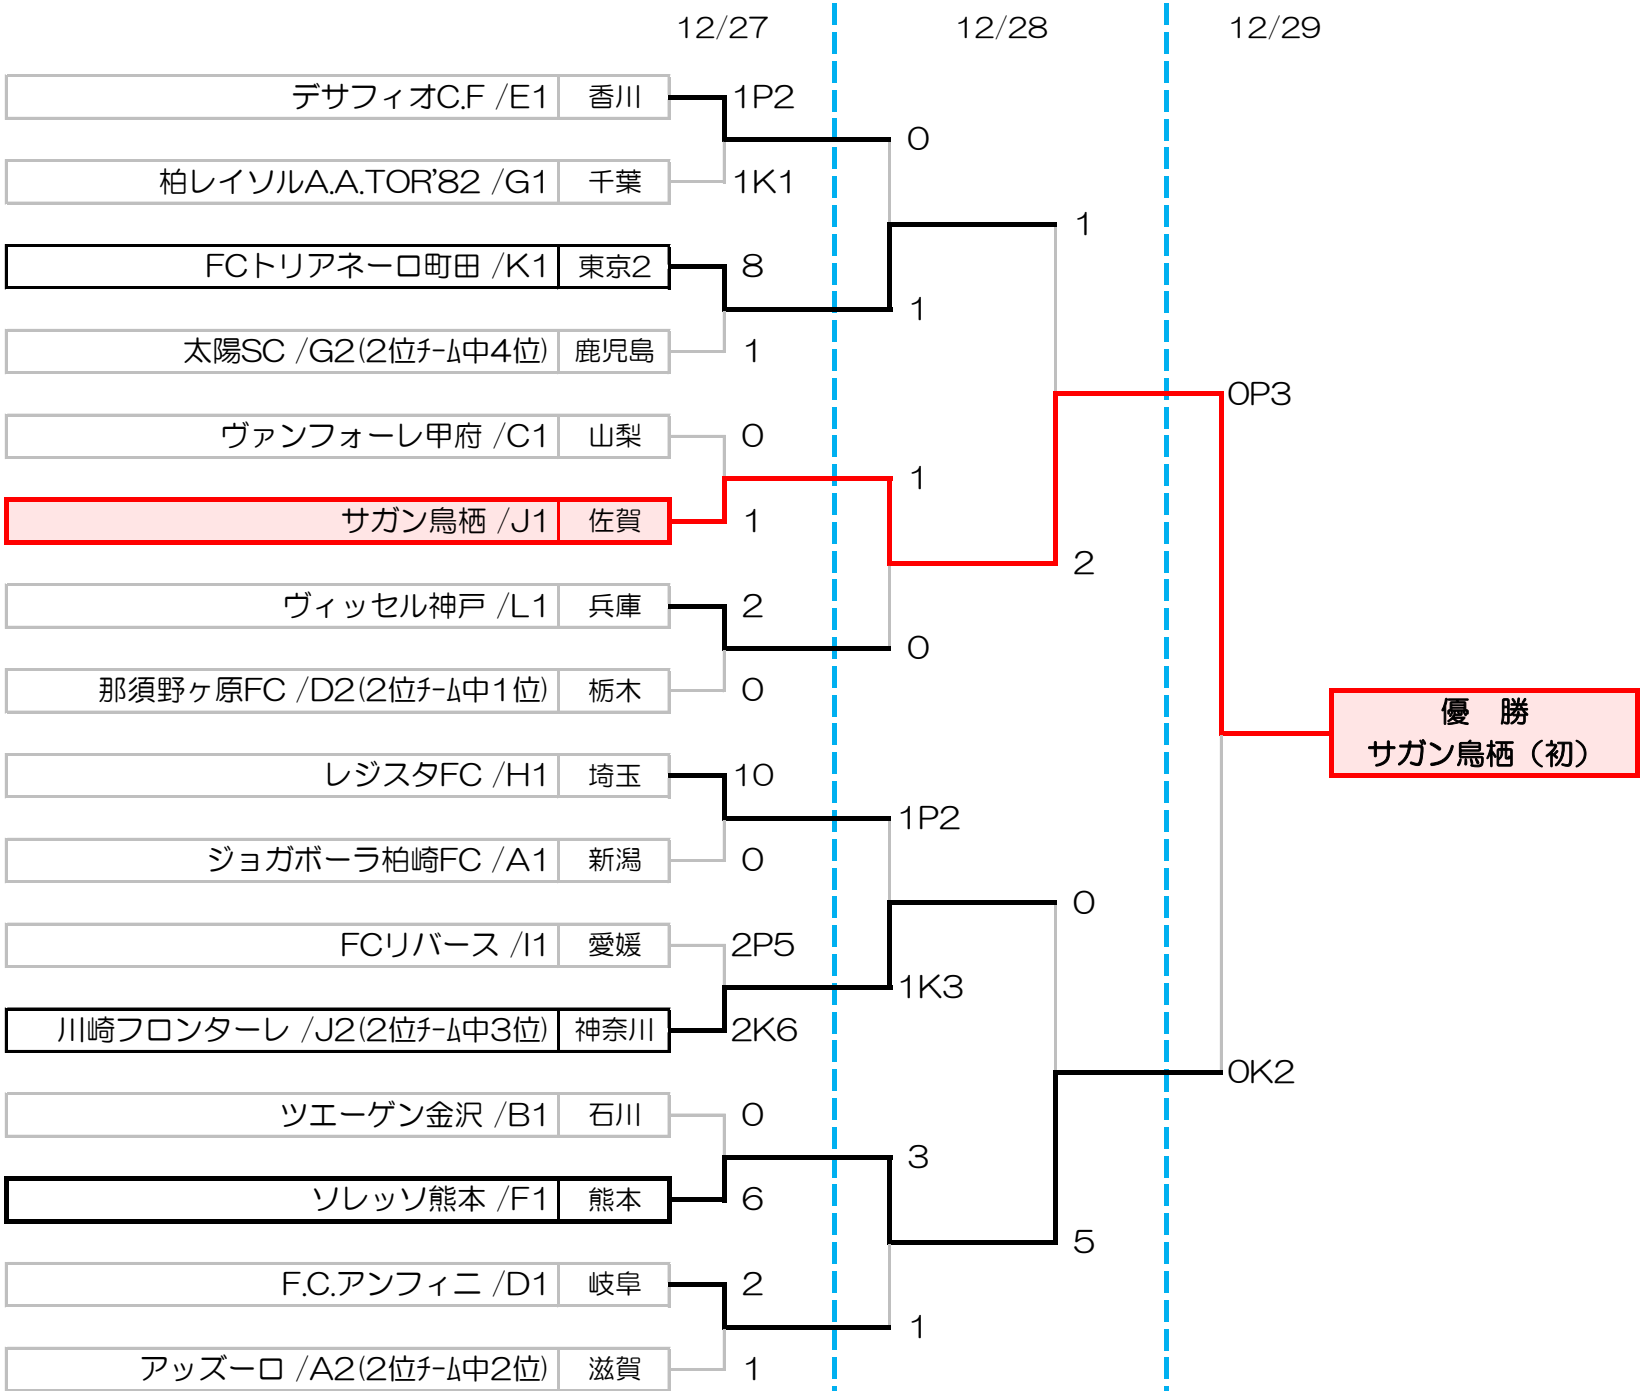 12/27 12/28 12/29
デサフィオC.F /E1 香川 1P2
0
柏レイソルA.A.TOR'82 /G1 千葉 1K1
1
FCトリアネーロ町田 /K1 東京2 8
1
太陽SC /G2(2位ﾁｰﾑ中4位) 鹿児島 1
0P3
ヴァンフォーレ甲府 /C1 山梨 0
1
サガン鳥栖 /J1 佐賀 1
2
ヴィッセル神戸 /L1 兵庫 2
0
那須野ヶ原FC /D2(2位ﾁｰﾑ中1位) 栃木 0
優　勝
サガン鳥栖（初）
レジスタFC /H1 埼玉 10
1P2
ジョガボーラ柏崎FC /A1 新潟 0
0
FCリバース /I1 愛媛 2P5
1K3
川崎フロンターレ /J2(2位ﾁｰﾑ中3位) 神奈川 2K6
0K2
ツエーゲン金沢 /B1 石川 0
3
ソレッソ熊本 /F1 熊本 6
5
F.C.アンフィニ /D1 岐阜 2
1
アッズーロ /A2(2位ﾁｰﾑ中2位) 滋賀 1